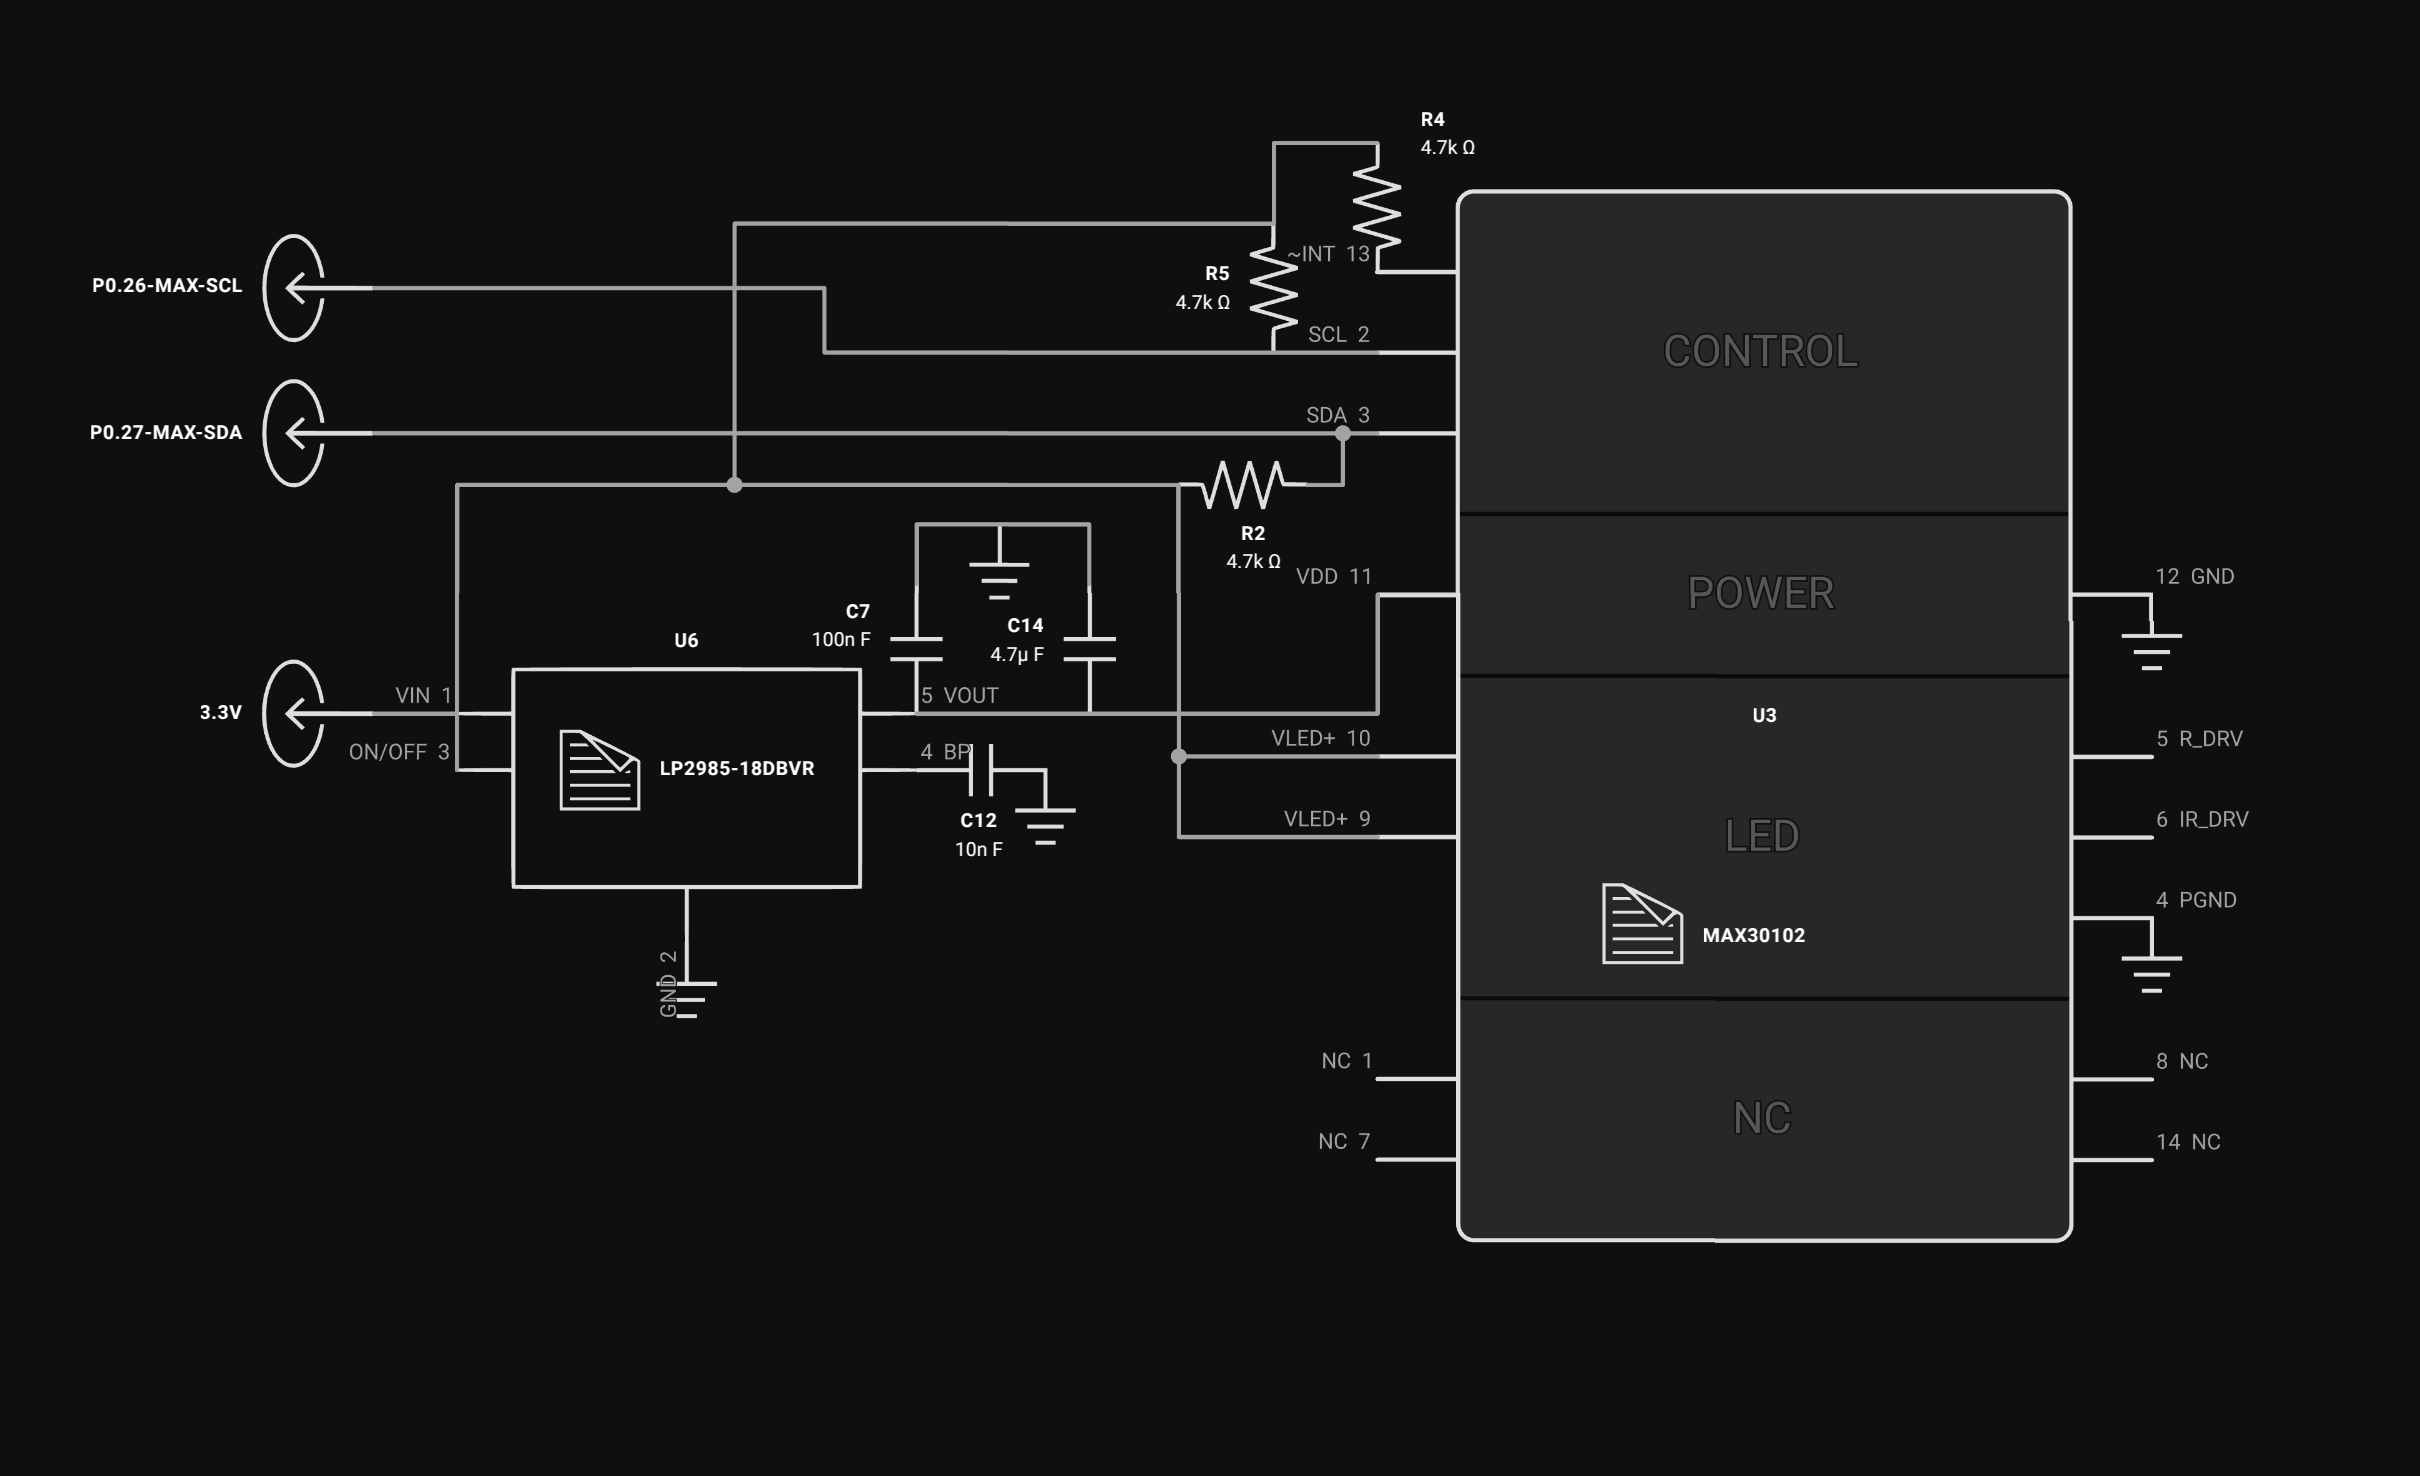 R4
4.7k Ω
~INT 13
R5
4.7k Ω
P0.26-MAX-SCL
SCL 2
CONTROL
P0.27-MAX-SDA
SDA 3
R2
4.7k Ω
VDD 11
POWER
12 GND
C7
100n F
C14
4.7µ F
U6
VIN 1
5 VOUT
3.3V
U3
ON/OFF 3
LP2985-18DBVR
4 BP
VLED+ 10
5 R_DRV
C12
10n F
VLED+ 9
LED
6 IR_DRV
4 PGND
MAX30102
GND 2
NC 1
8 NC
NC
NC 7
14 NC